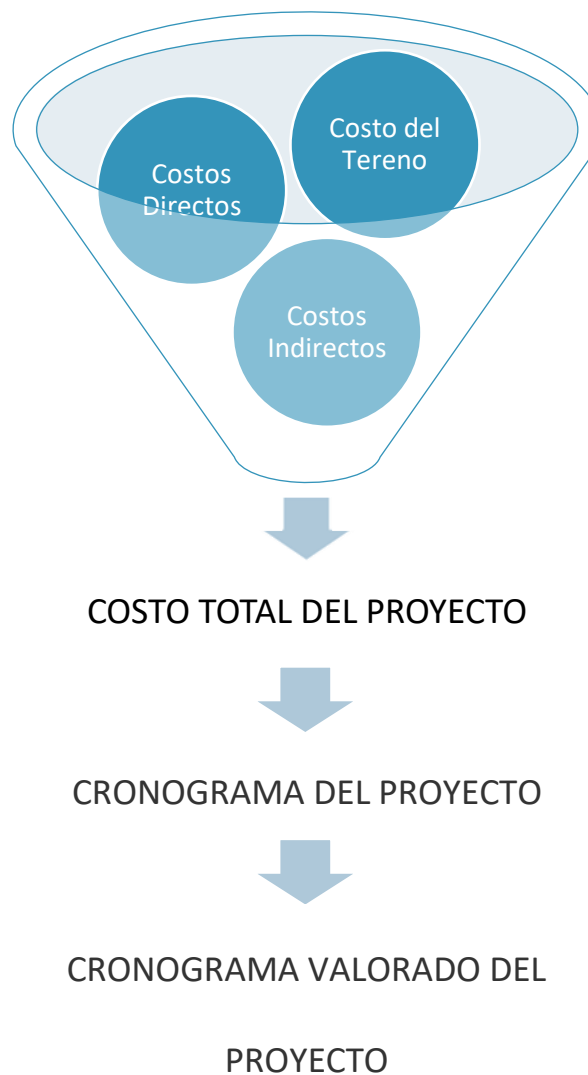 Costo del
Tereno
Costos
Directos
Costos
Indirectos
COSTO TOTAL DEL PROYECTO
CRONOGRAMA DEL PROYECTO
CRONOGRAMA VALORADO DEL
PROYECTO